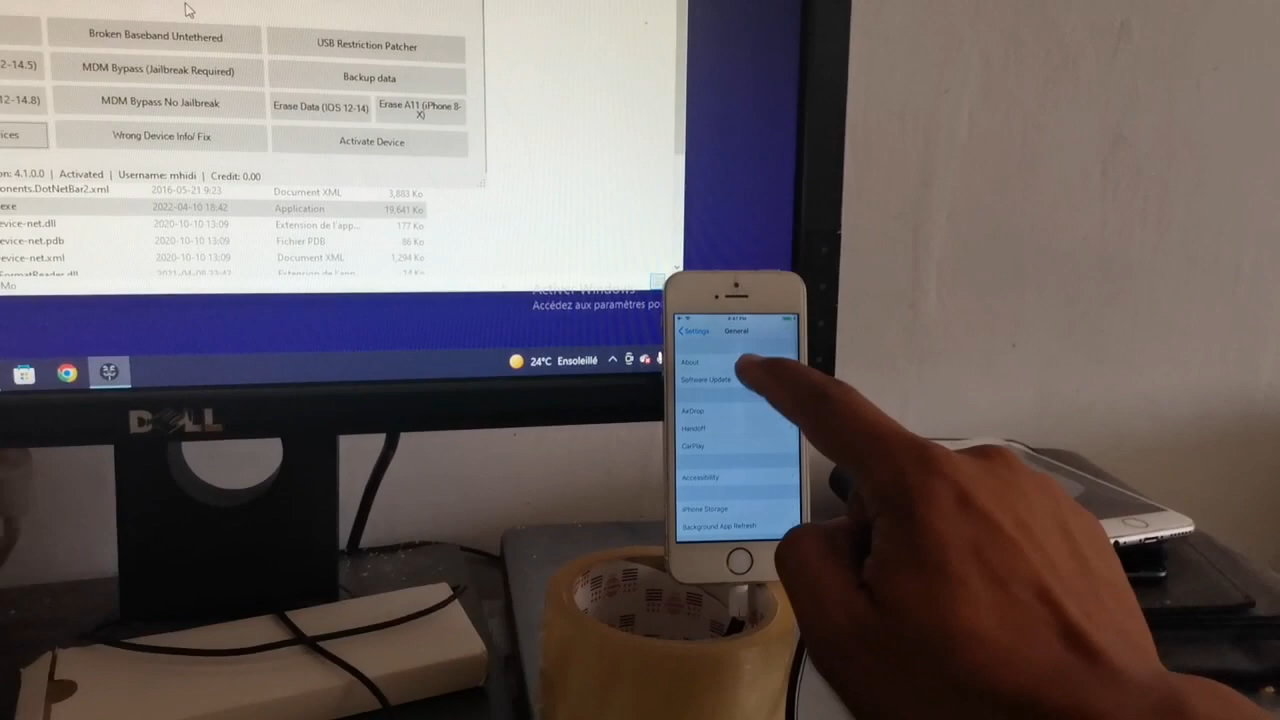 Broken Baseband Untethered
USB Restriction Patcher
2-14.5)
MDM Bypass (Jailbreak Required)
Backup data
12-14.8)
MDM Bypass No Jailbreak
Erase Data (IOS 12-14)
Erase A11 (iPhone 8-
X)
ices
Wrong Device Info/ Fix
Activate Device
on: 4.1.0.0 | Activated | Username: mhidi | Credit: 0.00
onents.DotNetBar2.xml 2016-05-21 9:23 Document XML 3,883 Ko
exe 2022-04-10 18:42 Application 19,641 Ko
evice-net.dll 2020-10-10 13:09 Extension de l'app... 177 Ko
evice-net.pdb 2020-10-10 13:09 Fichier PDB 86 Ko
evice-net.xml 2020-10-10 13:09 Document XML 1,294 Ko
Mo
Activer Windows
Accédez aux paramètres po
24°C Ensoleillé
DELL
Settings
General
About
Software Update
AirDrop
Handoff
CarPlay
Accessibility
iPhone Storage
Background App Refresh